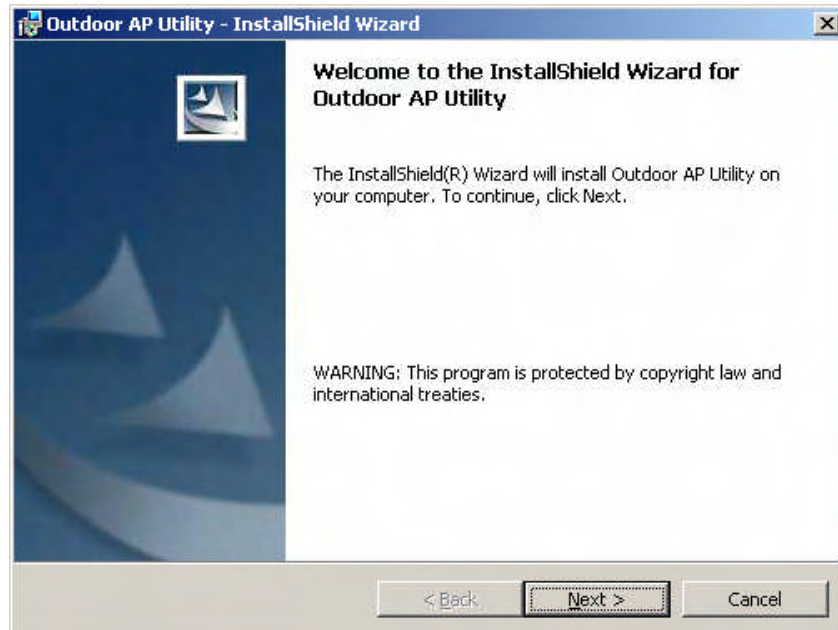 Outdoor AP Utility - InstallShield Wizard
Welcome to the InstallShield Wizard for
Outdoor AP Utility
The InstallShield(R) Wizard will install Outdoor AP Utility on
your computer. To continue, click Next.
WARNING: This program is protected by copyright law and
international treaties.
< Back
Next >
Cancel